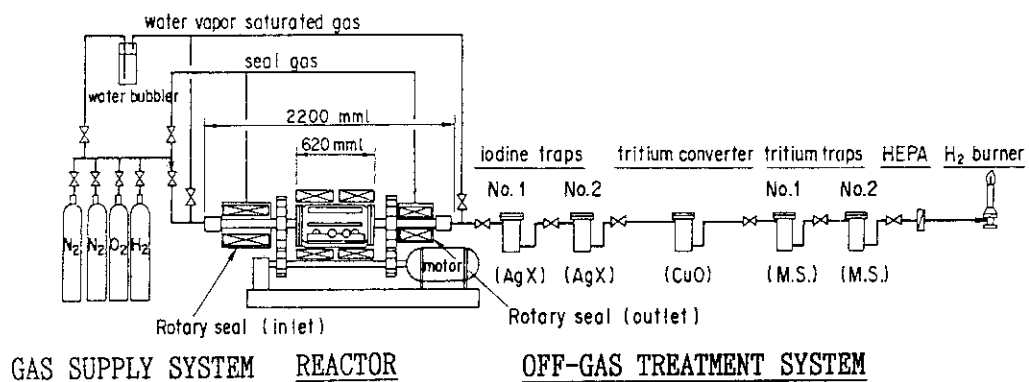 water vapor saturated gas
seal gas
water bubbler
2200 mmL
620 mmL
iodine traps
tritium converter
tritium traps
HEPA
H2 burner
No. 1
No. 2
No. 1
No. 2
N2
N2
O2
H2
motor
(AgX)
(AgX)
(CuO)
(M.S.)
(M.S.)
Rotary seal (inlet)
Rotary seal (outlet)
GAS SUPPLY SYSTEM
REACTOR
OFF-GAS TREATMENT SYSTEM